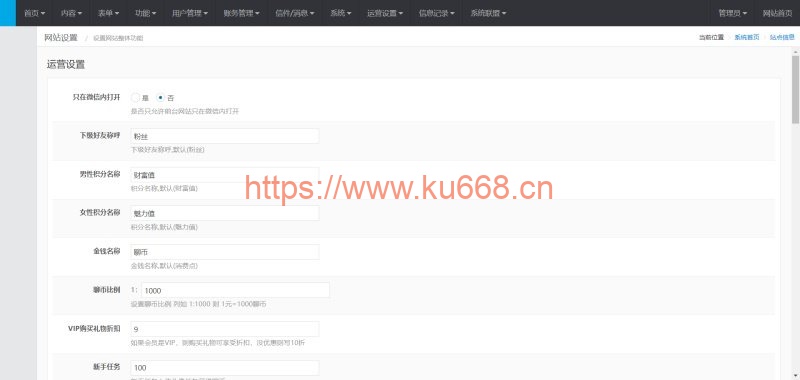 首页 内容 表单 功能 用户管理 账务管理 信件/消息 系统 运营设置 信息记录 系统联盟 管理员 网站首页
网站设置 / 设置网站整体功能 当前位置 系统首页 站点信息
运营设置
只在微信内打开 是 否
是否只允许前台网站只在微信内打开
下级好友称呼 粉丝
下级好友称呼,默认(粉丝)
男性积分名称 财富值
积分名称,默认(财富值)
https://www.ku668.cn
女性积分名称 魅力值
积分名称,默认(魅力值)
金钱名称 聊币
金钱名称,默认(消费点)
聊币比例 1: 1000
设置聊币比例 列如 1:1000 则 1元=1000聊币
VIP购买礼物折扣 9
如果会员是VIP、则购买礼物可享受折扣、没优惠则写10折
新手任务 100